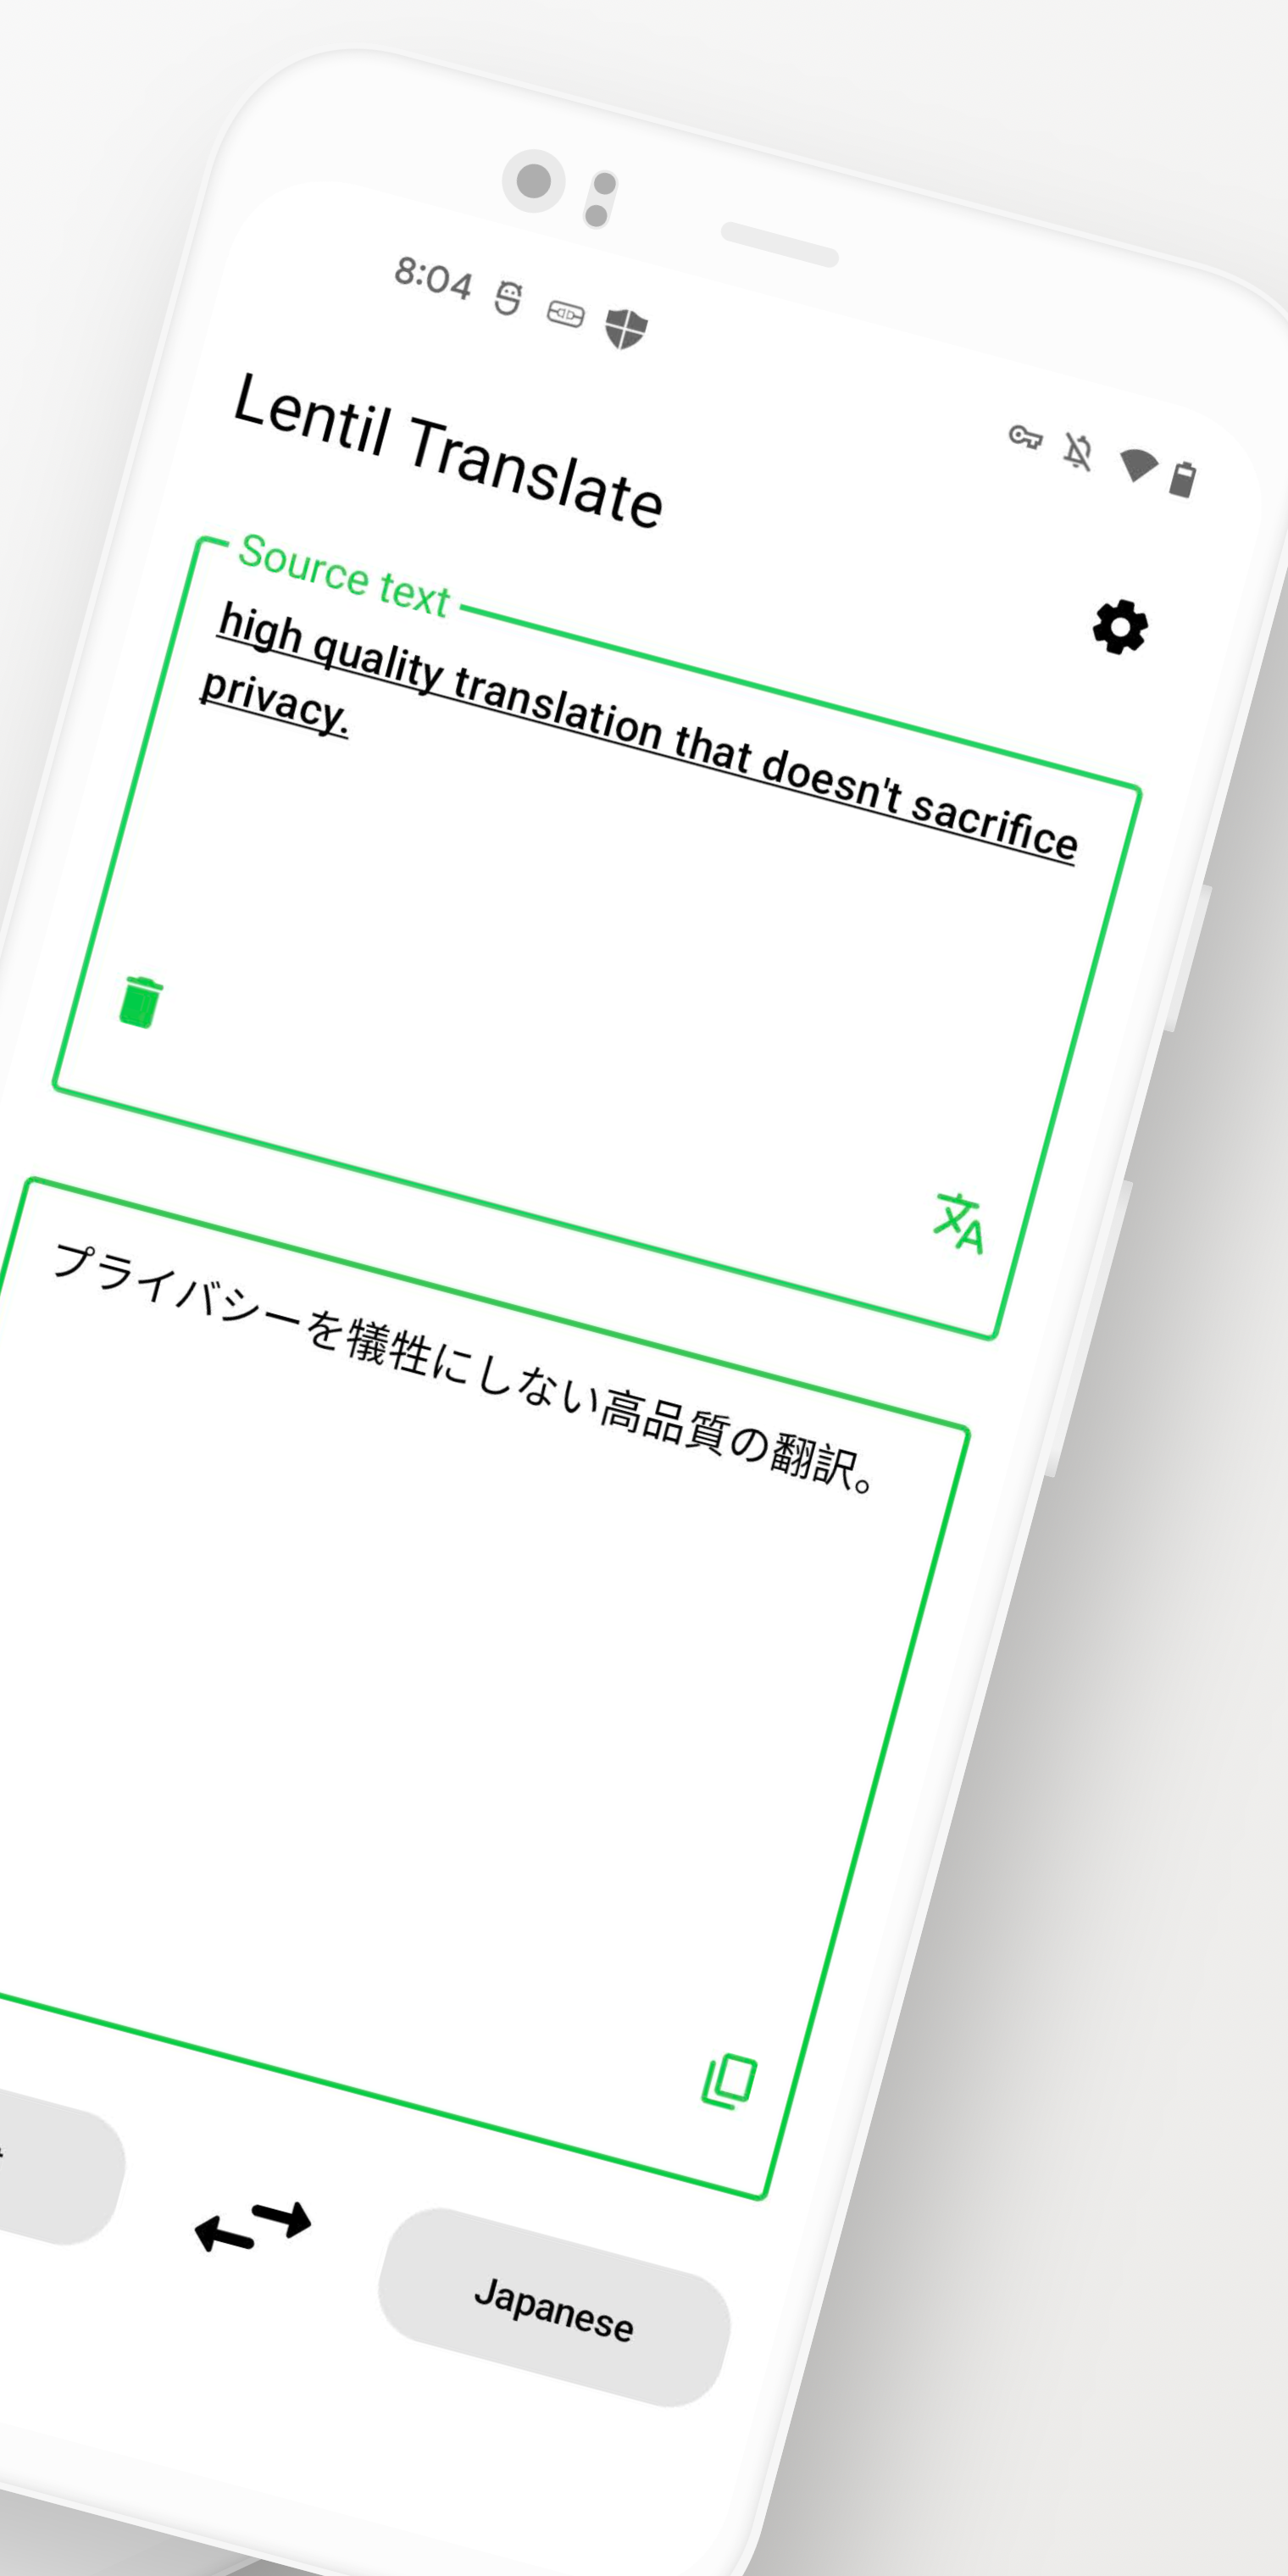 8:04
Lentil Translate
Source text
high quality translation that doesn't sacrifice
privacy.
プライバシーを犠牲にしない高品質の翻訳。
Japanese